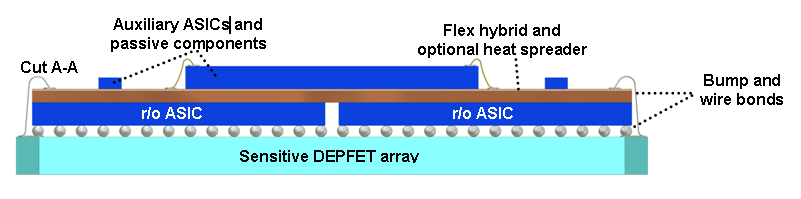 Auxiliary ASICs and
passive components
Flex hybrid and
optional heat spreader
Cut A-A
Bump and
wire bonds
r/o ASIC
r/o ASIC
Sensitive DEPFET array